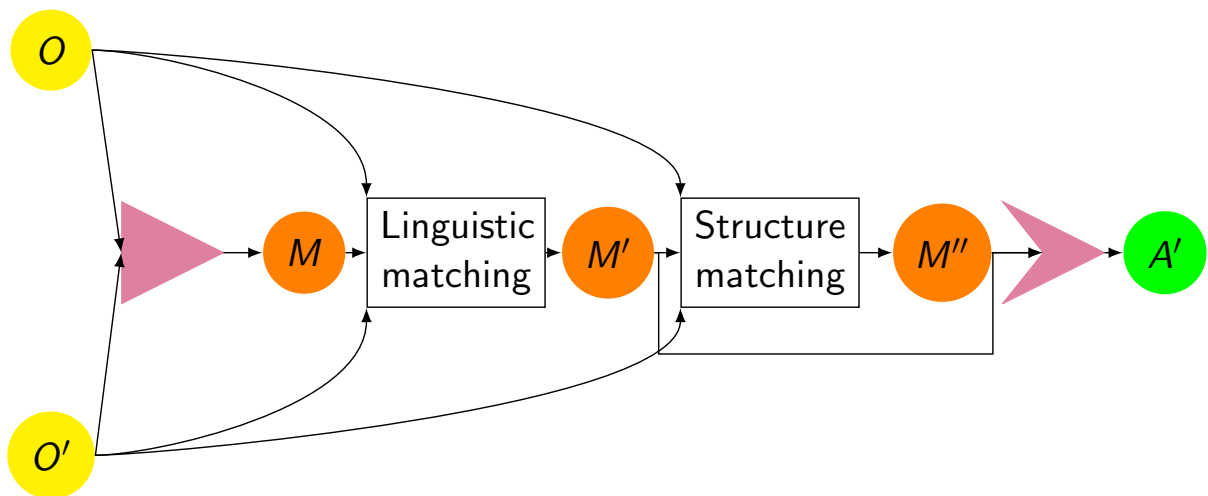 O
M
Linguistic
matching
M′
Structure
matching
M′′
A′
O′